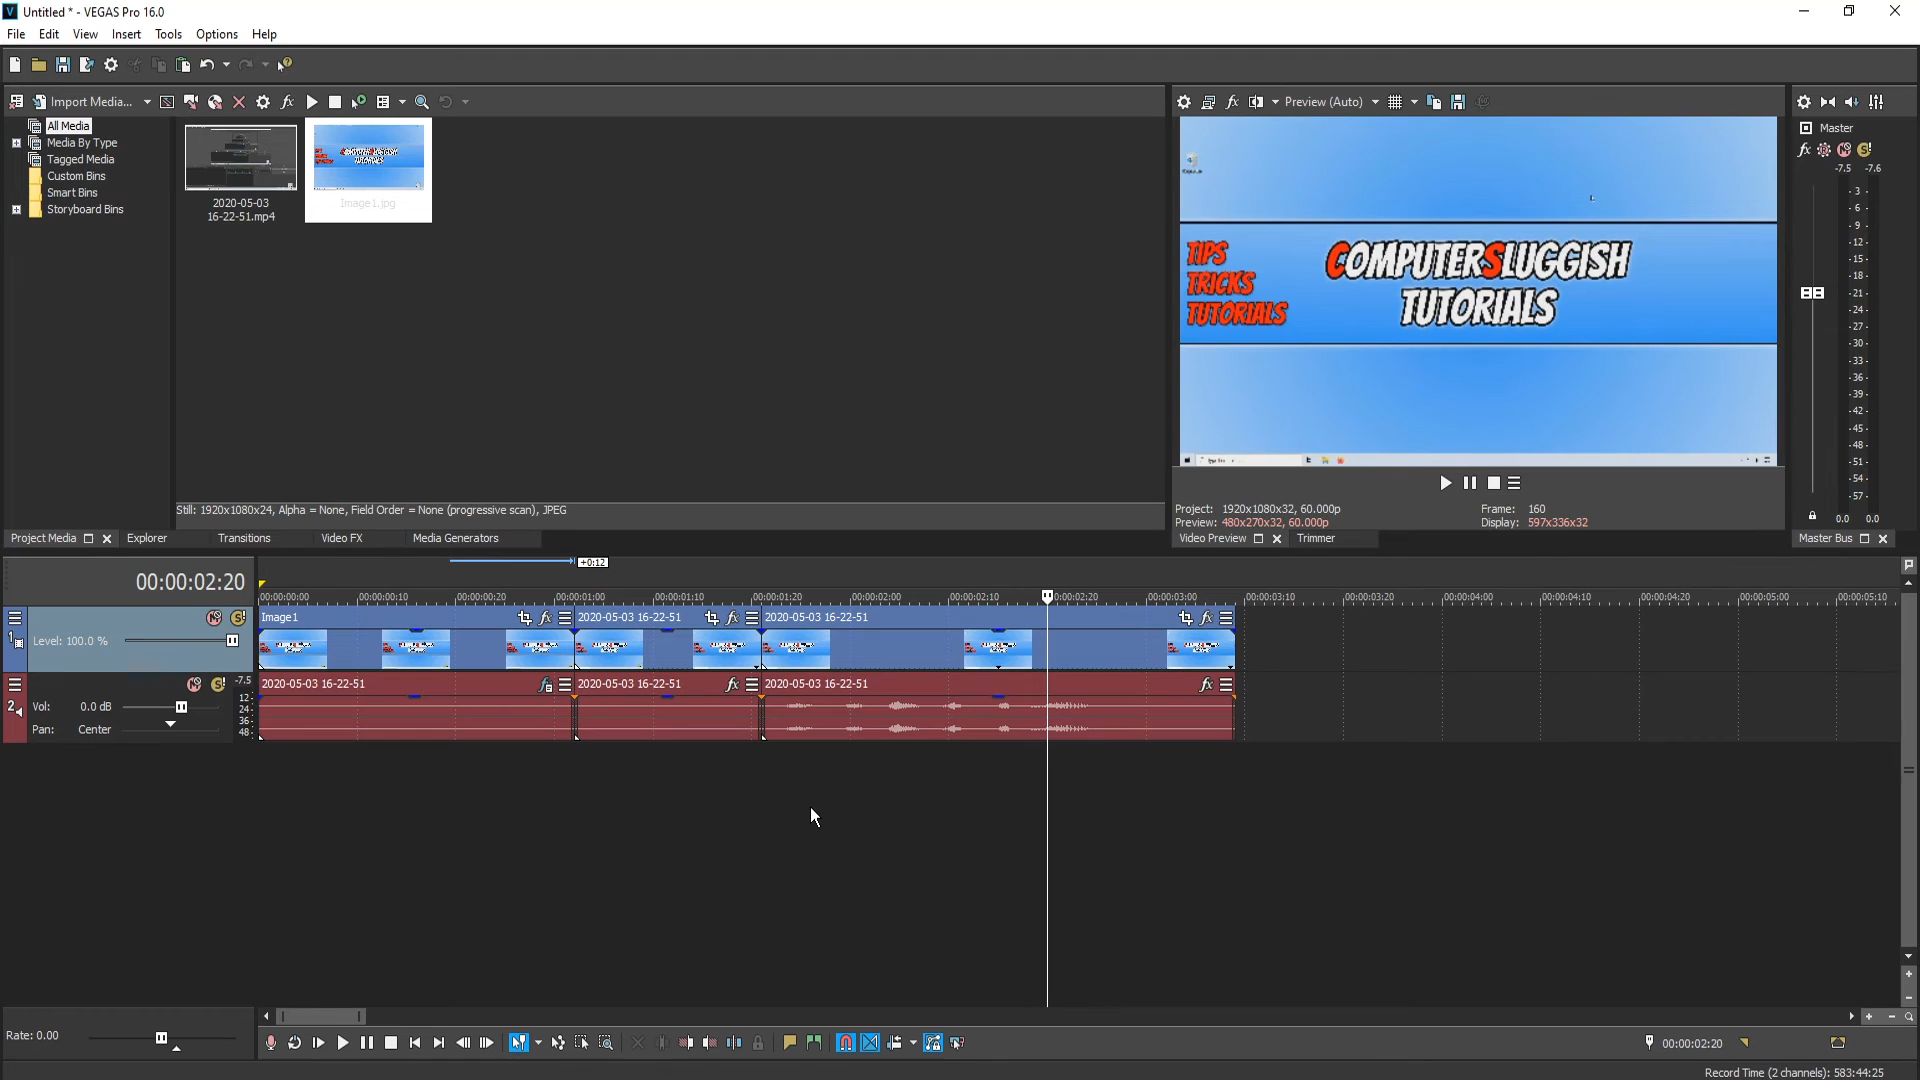 Untitled * - VEGAS Pro 16.0
File Edit View Insert Tools Options Help
Import Media...
Preview (Auto)
All Media
Media By Type
Tagged Media
Custom Bins
Smart Bins
Storyboard Bins
2020-05-03
16-22-51.mp4
Image1.jpg
Master
-7.5 -7.6
3
6
9
12
15
18
21
24
27
30
33
36
39
42
45
48
51
54
57
TIPS
TRICKS
TUTORIALS
COMPUTERSLUGGISH
TUTORIALS
Still: 1920x1080x24, Alpha = None, Field Order = None (progressive scan), JPEG
Project: 1920x1080x32, 60.000p
Preview: 480x270x32, 60.000p
Frame: 160
Display: 597x336x32
0.0 0.0
Project Media Explorer Transitions Video FX Media Generators
Video Preview Trimmer
Master Bus
+0:12
00:00:02:20
00:00:00:00 00:00:00:10 00:00:00:20 00:00:01:00 00:00:01:10 00:00:01:20 00:00:02:00 00:00:02:10 00:00:02:20 00:00:03:00 00:00:03:10 00:00:03:20 00:00:04:00 00:00:04:10 00:00:04:20 00:00:05:00 00:00:05:10
1
Level: 100.0 %
Image1
2020-05-03 16-22-51
2020-05-03 16-22-51
2
-7.5
12
24
36
48
Vol: 0.0 dB
Pan: Center
2020-05-03 16-22-51
2020-05-03 16-22-51
2020-05-03 16-22-51
Rate: 0.00
00:00:02:20
Record Time (2 channels): 583:44:25